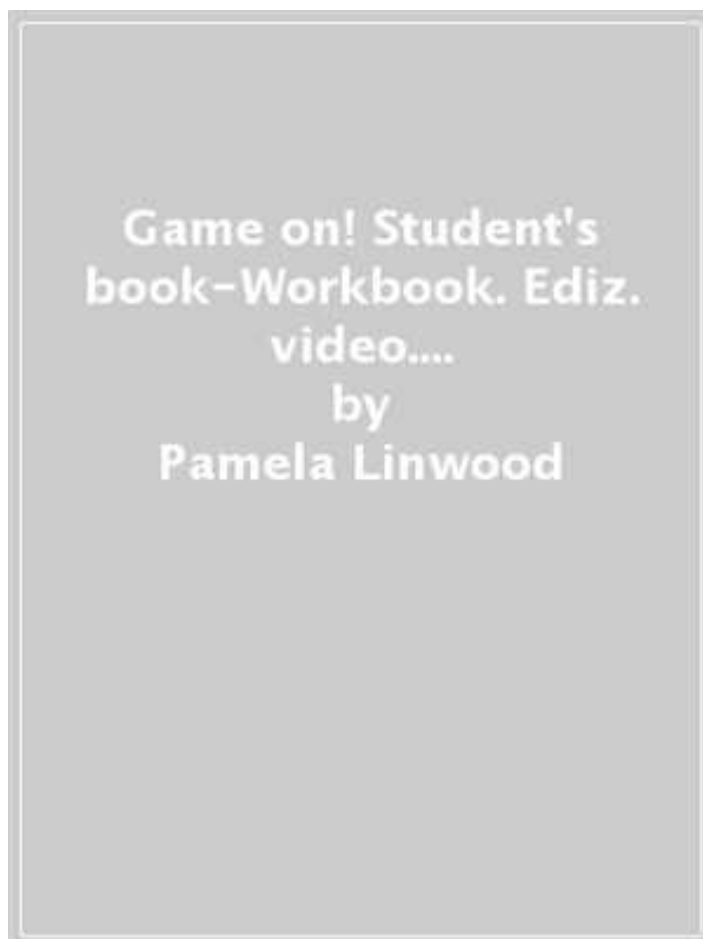 Game on! Student's
book-Workbook. Ediz.
video....
by
Pamela Linwood